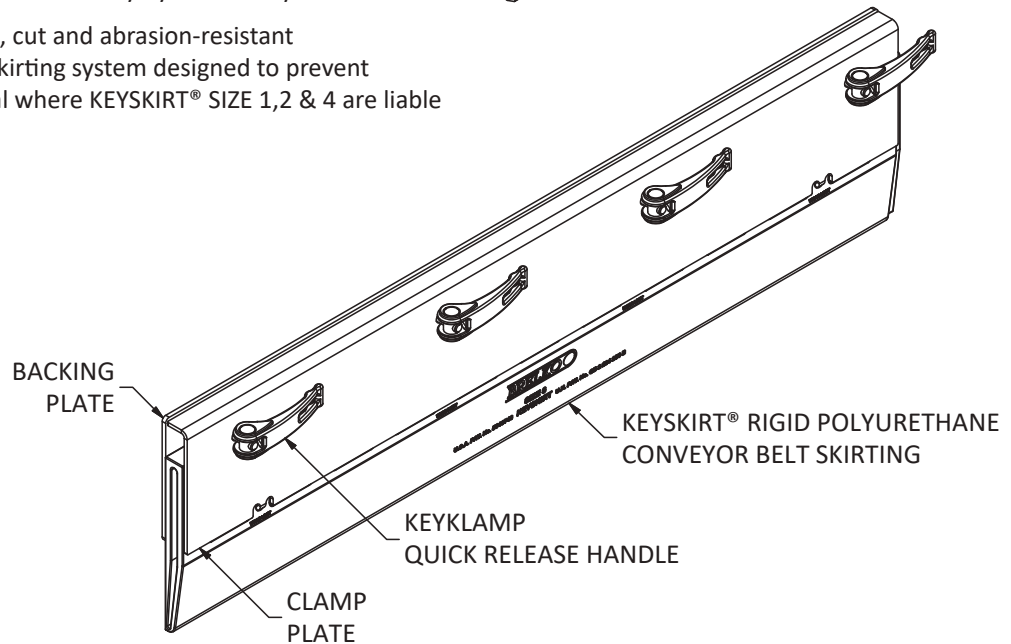 , cut and abrasion-resistant
kirting system designed to prevent
al where KEYSKIRT® SIZE 1,2 & 4 are liable
BACKING
PLATE
KEYSKIRT® RIGID POLYURETHANE
CONVEYOR BELT SKIRTING
KEYKLAMP
QUICK RELEASE HANDLE
CLAMP
PLATE